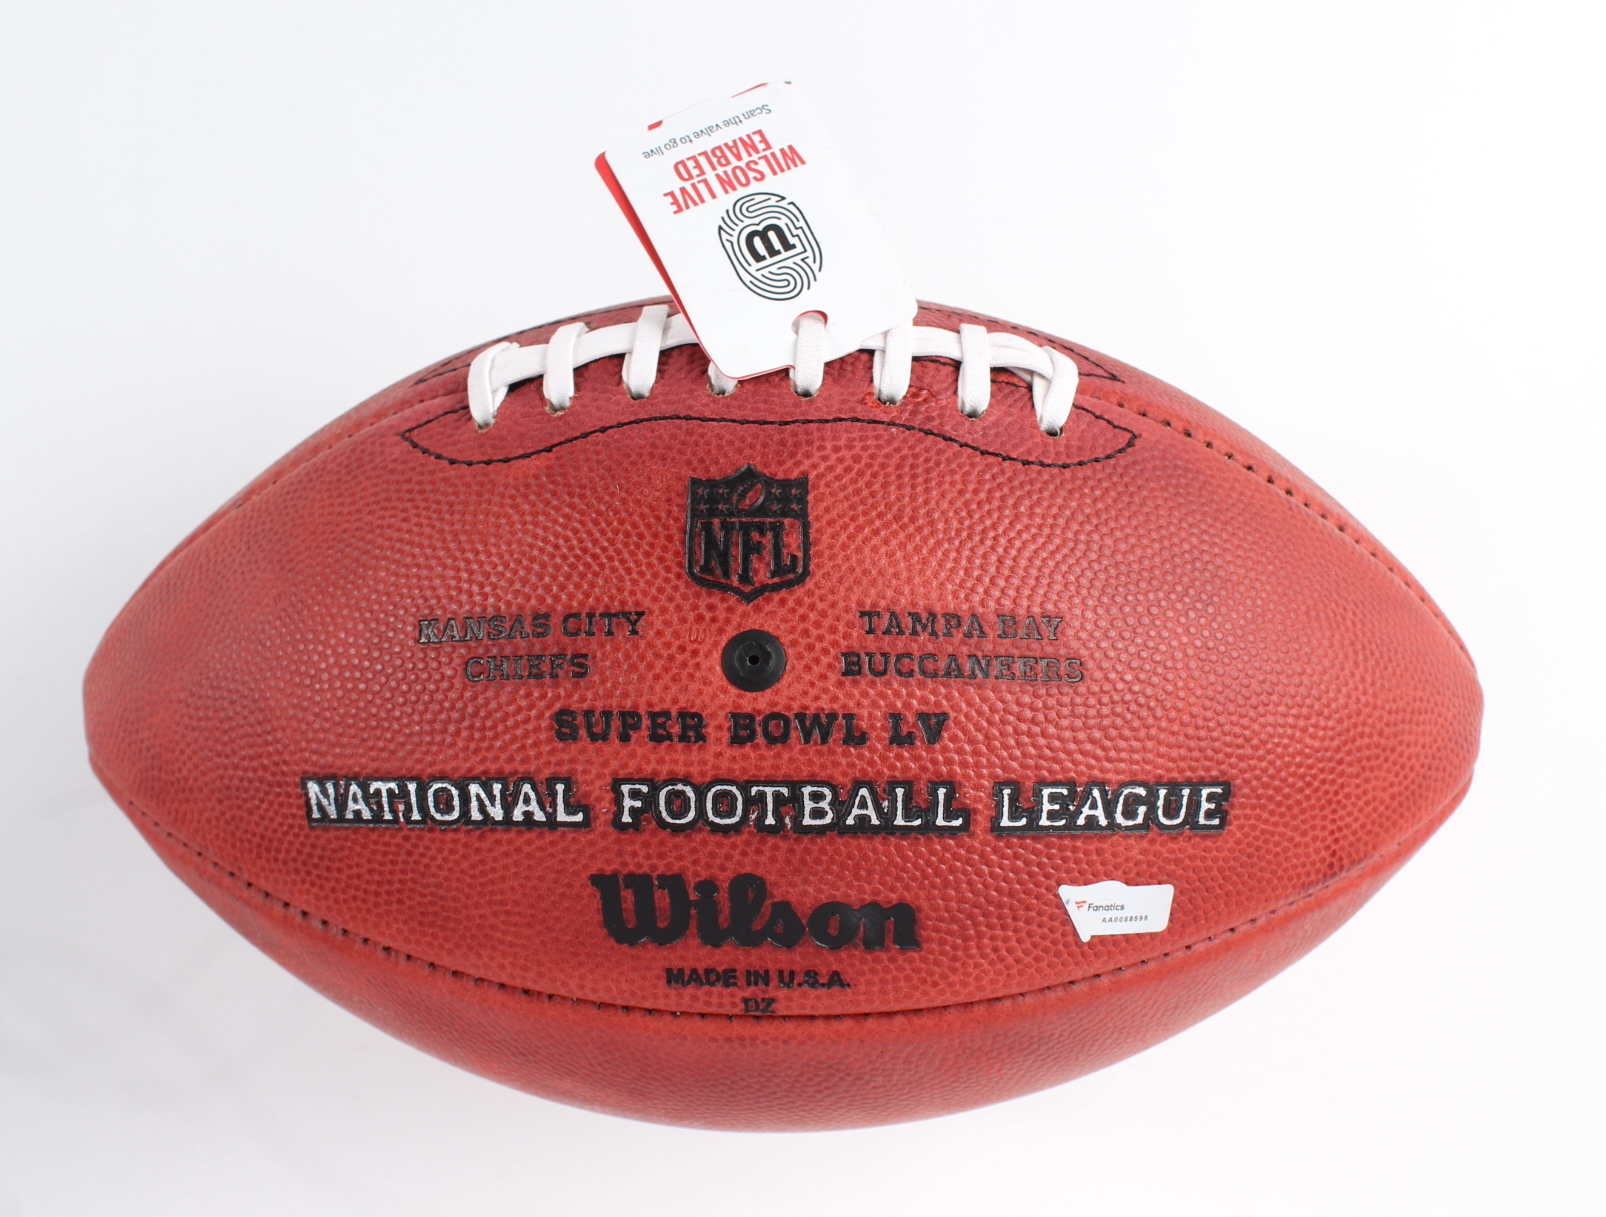 Scan the valve to go live.
WILSON LIVE
ENABLED
W
NFL
KANSAS CITY
CHIEFS
TAMPA BAY
BUCCANEERS
SUPER BOWL LV
NATIONAL FOOTBALL LEAGUE
Wilson
MADE IN U.S.A.
DZ
Fanatics
AA0088595